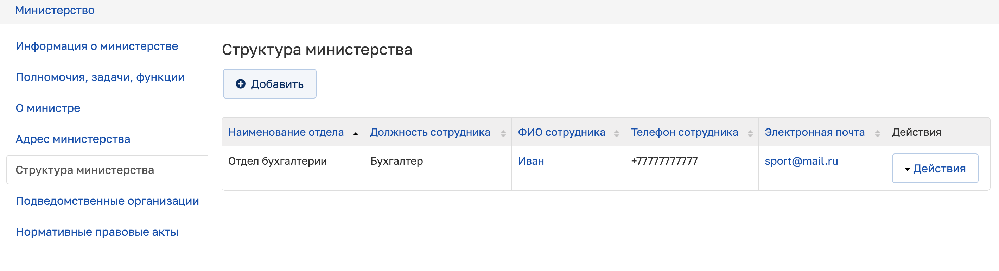 Министерство
Информация о министерстве
Полномочия, задачи, функции
О министре
Адрес министерства
Структура министерства
Подведомственные организации
Нормативные правовые акты
Структура министерства
Добавить
Наименование отдела Должность сотрудника ФИО сотрудника Телефон сотрудника Электронная почта Действия
Отдел бухгалтерии Бухгалтер Иван +77777777777 sport@mail.ru Действия